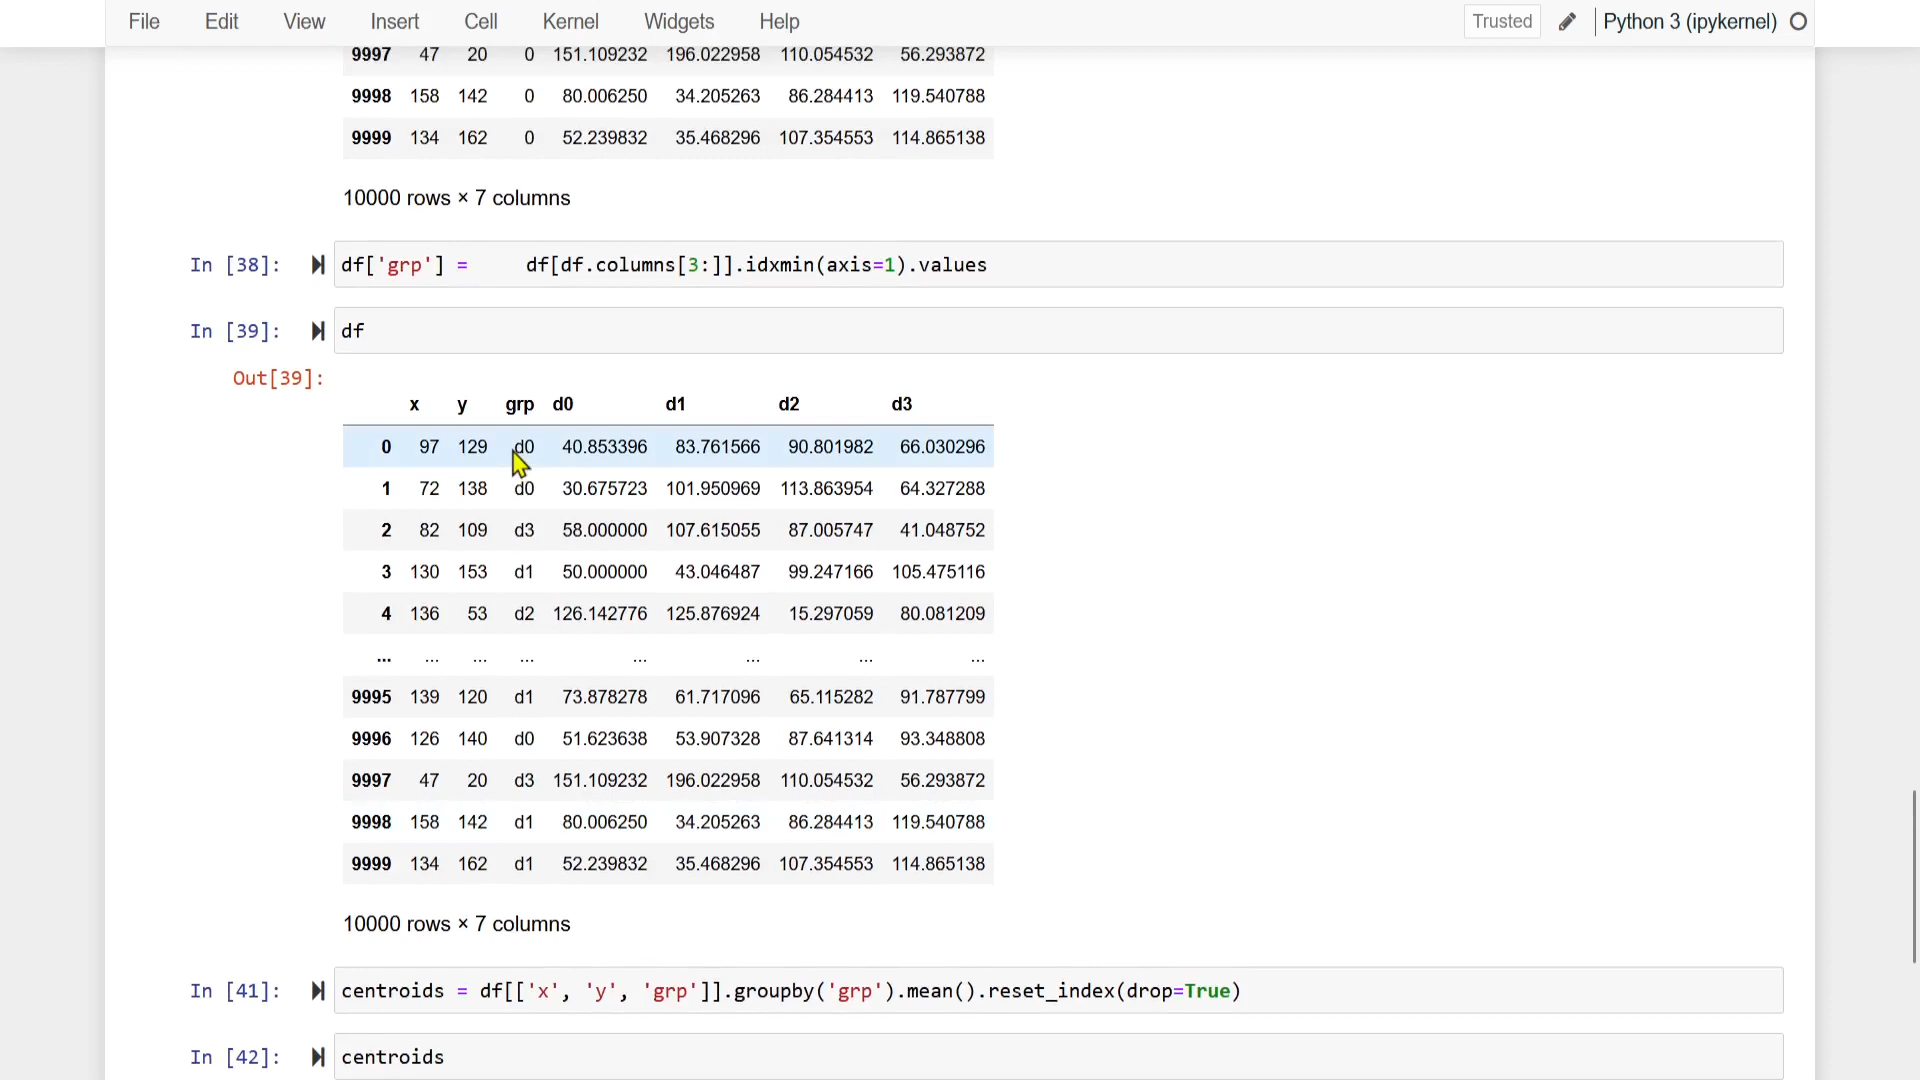 File Edit View Insert Cell Kernel Widgets Help Trusted Python 3 (ipykernel)
9997 47 20 0 151.109232 196.022958 110.054532 56.293872
9998 158 142 0 80.006250 34.205263 86.284413 119.540788
9999 134 162 0 52.239832 35.468296 107.354553 114.865138
10000 rows × 7 columns
In [38]: df['grp'] = df[df.columns[3:]].idxmin(axis=1).values
In [39]: df
Out[39]:
x y grp d0 d1 d2 d3
0 97 129 d0 40.853396 83.761566 90.801982 66.030296
1 72 138 d0 30.675723 101.950969 113.863954 64.327288
2 82 109 d3 58.000000 107.615055 87.005747 41.048752
3 130 153 d1 50.000000 43.046487 99.247166 105.475116
4 136 53 d2 126.142776 125.876924 15.297059 80.081209
... ... ... ... ... ... ... ...
9995 139 120 d1 73.878278 61.717096 65.115282 91.787799
9996 126 140 d0 51.623638 53.907328 87.641314 93.348808
9997 47 20 d3 151.109232 196.022958 110.054532 56.293872
9998 158 142 d1 80.006250 34.205263 86.284413 119.540788
9999 134 162 d1 52.239832 35.468296 107.354553 114.865138
10000 rows × 7 columns
In [41]: centroids = df[['x', 'y', 'grp']].groupby('grp').mean().reset_index(drop=True)
In [42]: centroids